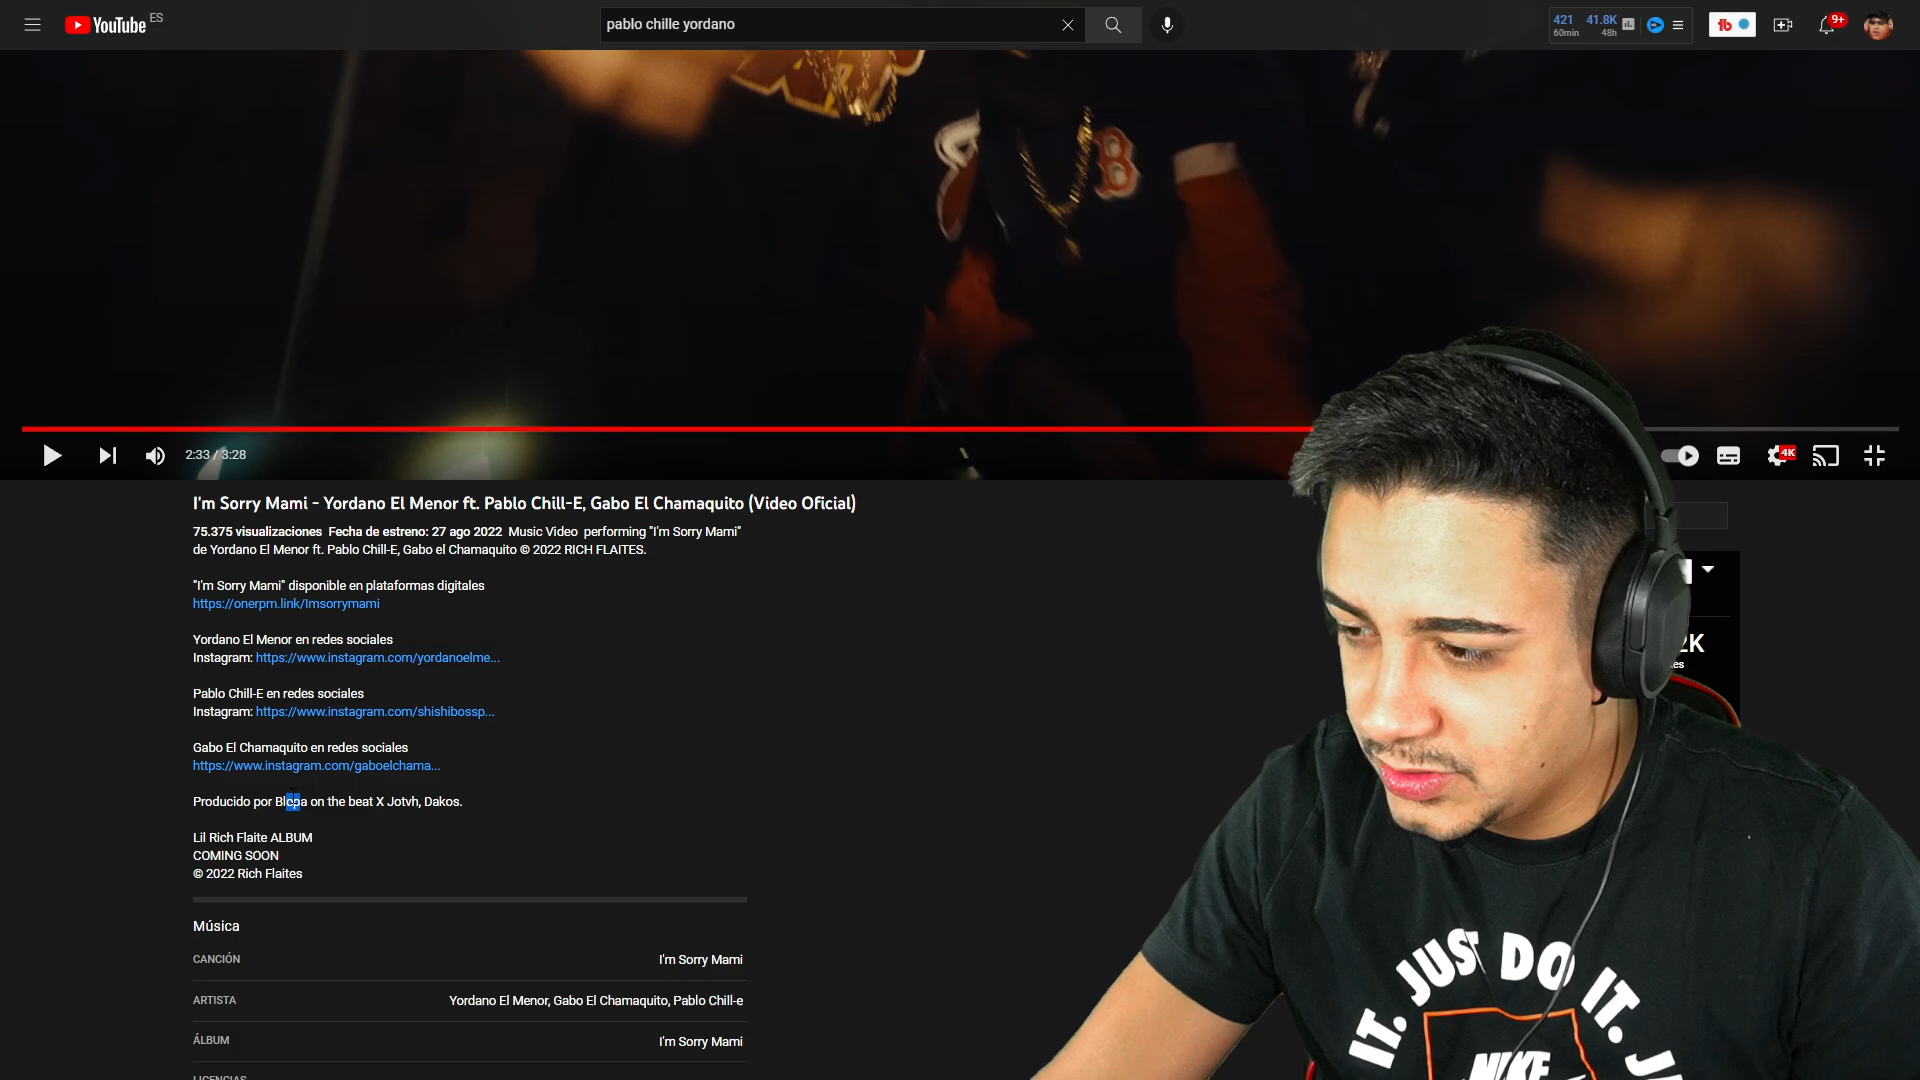 YouTube ES
pablo chille yordano
421 41.8K
60min 48h
9+
B
2:33 / 3:28
4K
I'm Sorry Mami - Yordano El Menor ft. Pablo Chill-E, Gabo El Chamaquito (Video Oficial)
75.375 visualizaciones Fecha de estreno: 27 ago 2022 Music Video performing "I'm Sorry Mami"
de Yordano El Menor ft. Pablo Chill-E, Gabo el Chamaquito © 2022 RICH FLAITES.
"I'm Sorry Mami" disponible en plataformas digitales
https://onerpm.link/Imsorrymami
Yordano El Menor en redes sociales
Instagram: https://www.instagram.com/yordanoelme...
Pablo Chill-E en redes sociales
Instagram: https://www.instagram.com/shishibossp...
Gabo El Chamaquito en redes sociales
https://www.instagram.com/gaboelchama...
Producido por Blopa on the beat X Jotvh, Dakos.
Lil Rich Flaite ALBUM
COMING SOON
© 2022 Rich Flaites
Música
CANCIÓN I'm Sorry Mami
ARTISTA Yordano El Menor, Gabo El Chamaquito, Pablo Chill-e
ÁLBUM I'm Sorry Mami
LICENCIAS
IT. JUST DO IT.
NIKE